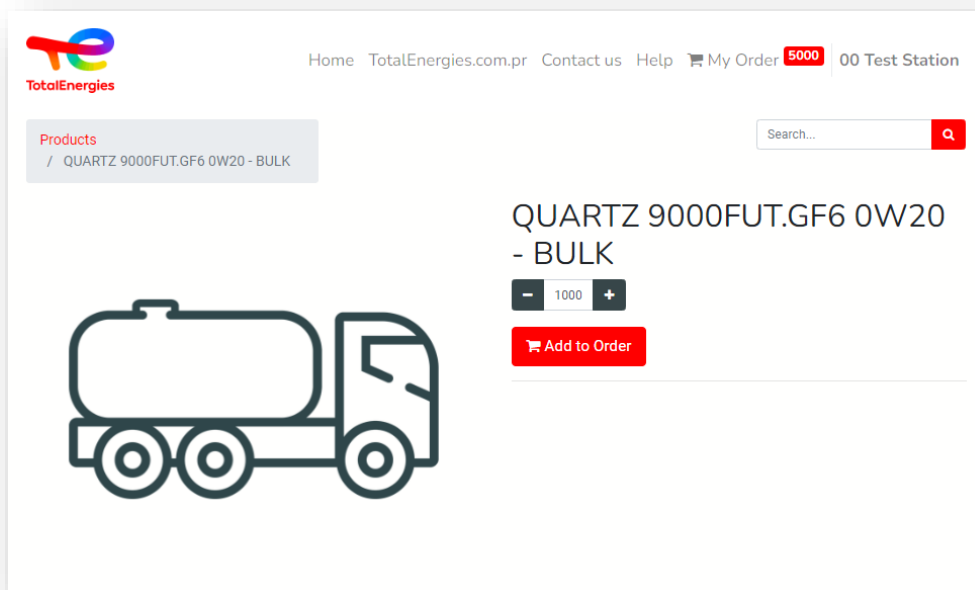 TotalEnergies
Home TotalEnergies.com.pr Contact us Help My Order 5000 00 Test Station
Products
/ QUARTZ 9000FUT.GF6 0W20 - BULK
Search...
QUARTZ 9000FUT.GF6 0W20
- BULK
- 1000 +
Add to Order